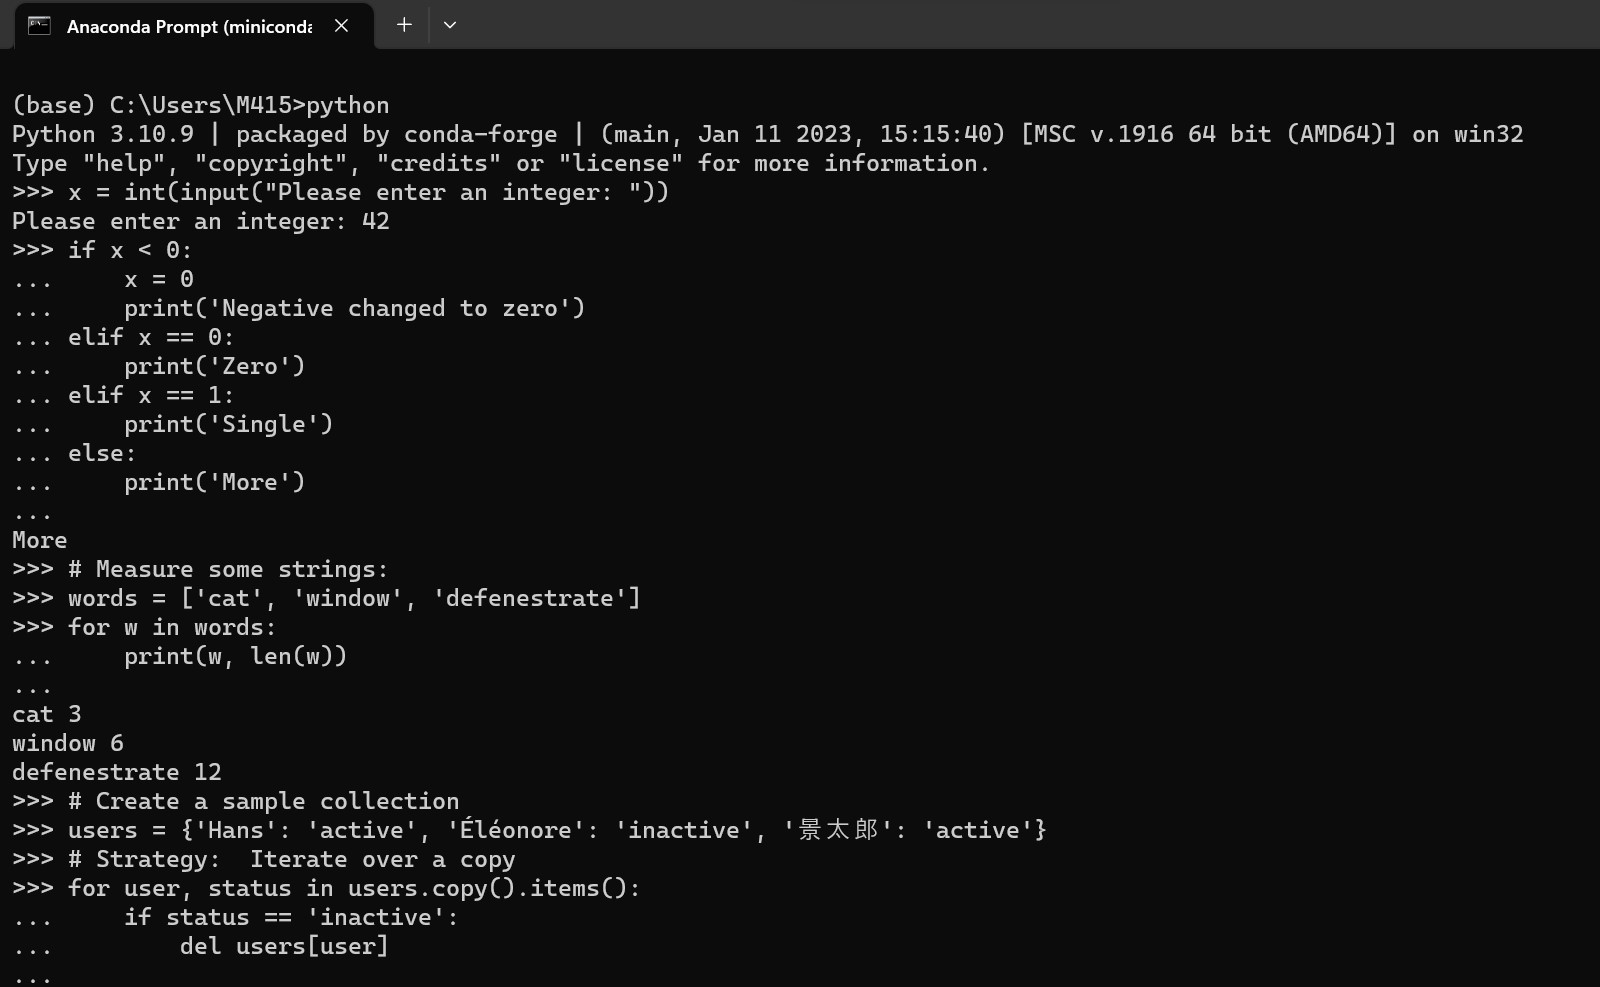 Anaconda Prompt (miniconda
(base) C:\Users\M415>python
Python 3.10.9 | packaged by conda-forge | (main, Jan 11 2023, 15:15:40) [MSC v.1916 64 bit (AMD64)] on win32
Type "help", "copyright", "credits" or "license" for more information.
>>> x = int(input("Please enter an integer: "))
Please enter an integer: 42
>>> if x < 0:
...     x = 0
...     print('Negative changed to zero')
... elif x == 0:
...     print('Zero')
... elif x == 1:
...     print('Single')
... else:
...     print('More')
...
More
>>> # Measure some strings:
>>> words = ['cat', 'window', 'defenestrate']
>>> for w in words:
...     print(w, len(w))
...
cat 3
window 6
defenestrate 12
>>> # Create a sample collection
>>> users = {'Hans': 'active', 'Éléonore': 'inactive', '景太郎': 'active'}
>>> # Strategy:  Iterate over a copy
>>> for user, status in users.copy().items():
...     if status == 'inactive':
...         del users[user]
...